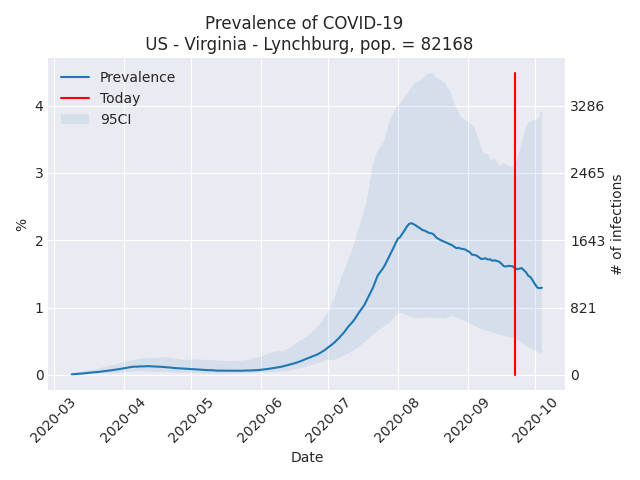 Prevalence of COVID-19
US - Virginia - Lynchburg, pop. = 82168
Prevalence
Today
95CI
4
3
2
1
0
%
3286
2465
1643
821
0
# of infections
2020-03
2020-04
2020-05
2020-06
2020-07
2020-08
2020-09
2020-10
Date